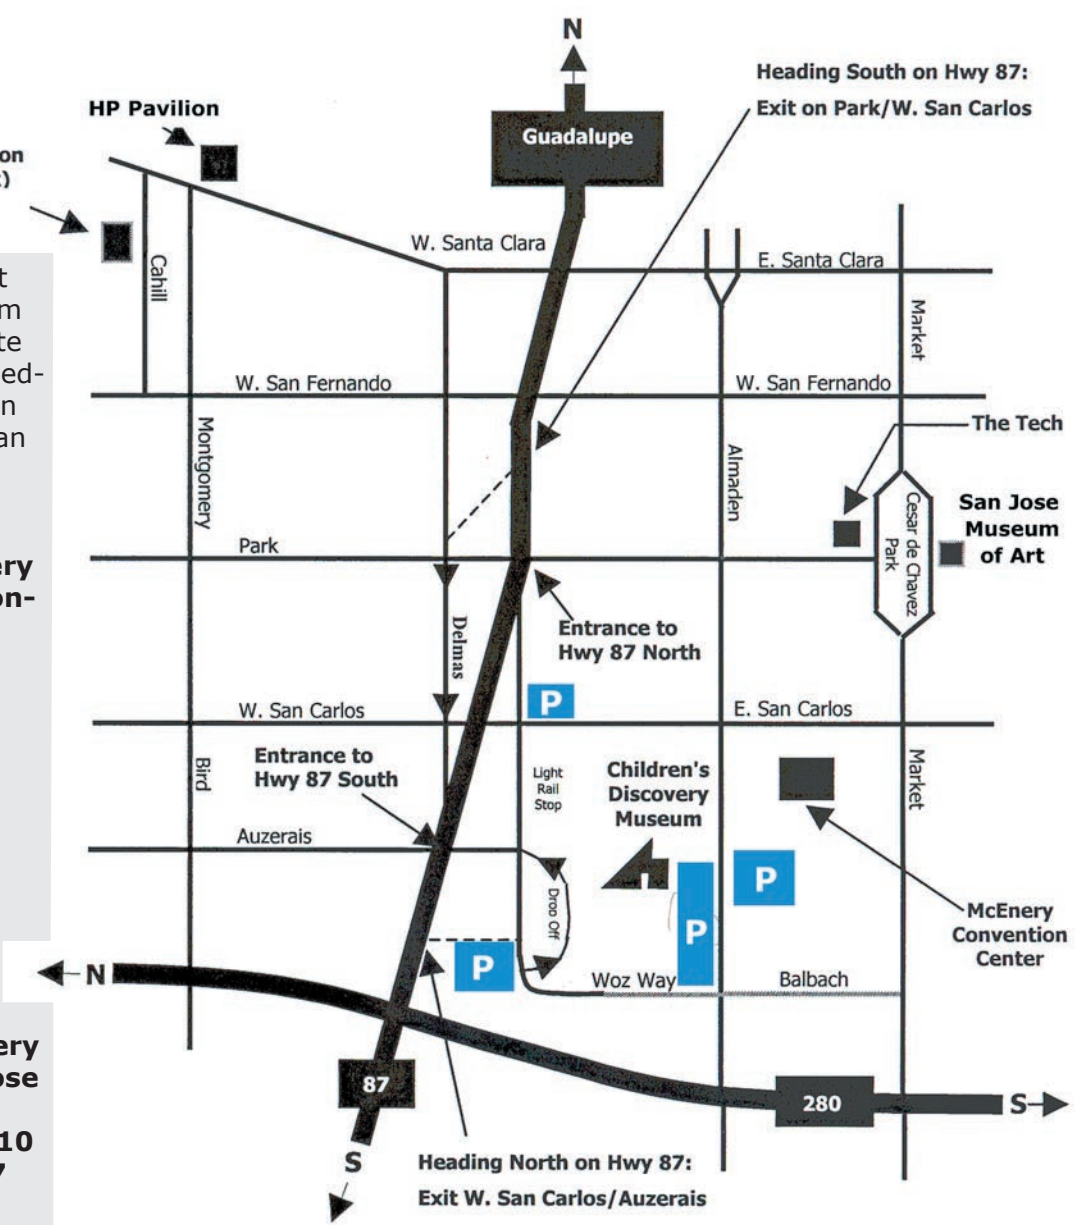 N
Heading South on Hwy 87:
Exit on Park/W. San Carlos
HP Pavilion
Guadalupe
W. Santa Clara
E. Santa Clara
Cahill
Market
W. San Fernando
W. San Fernando
Montgomery
Almaden
The Tech
San Jose
Museum
of Art
Cesar de Chavez
Park
Park
Delmas
Entrance to
Hwy 87 North
P
W. San Carlos
E. San Carlos
Bird
Entrance to
Hwy 87 South
Light
Rail
Stop
Children's
Discovery
Museum
Market
Auzerais
Drop Off
P
P
McEnery
Convention
Center
P
N
Woz Way
Balbach
87
280
S
S
Heading North on Hwy 87:
Exit W. San Carlos/Auzerais
10
7